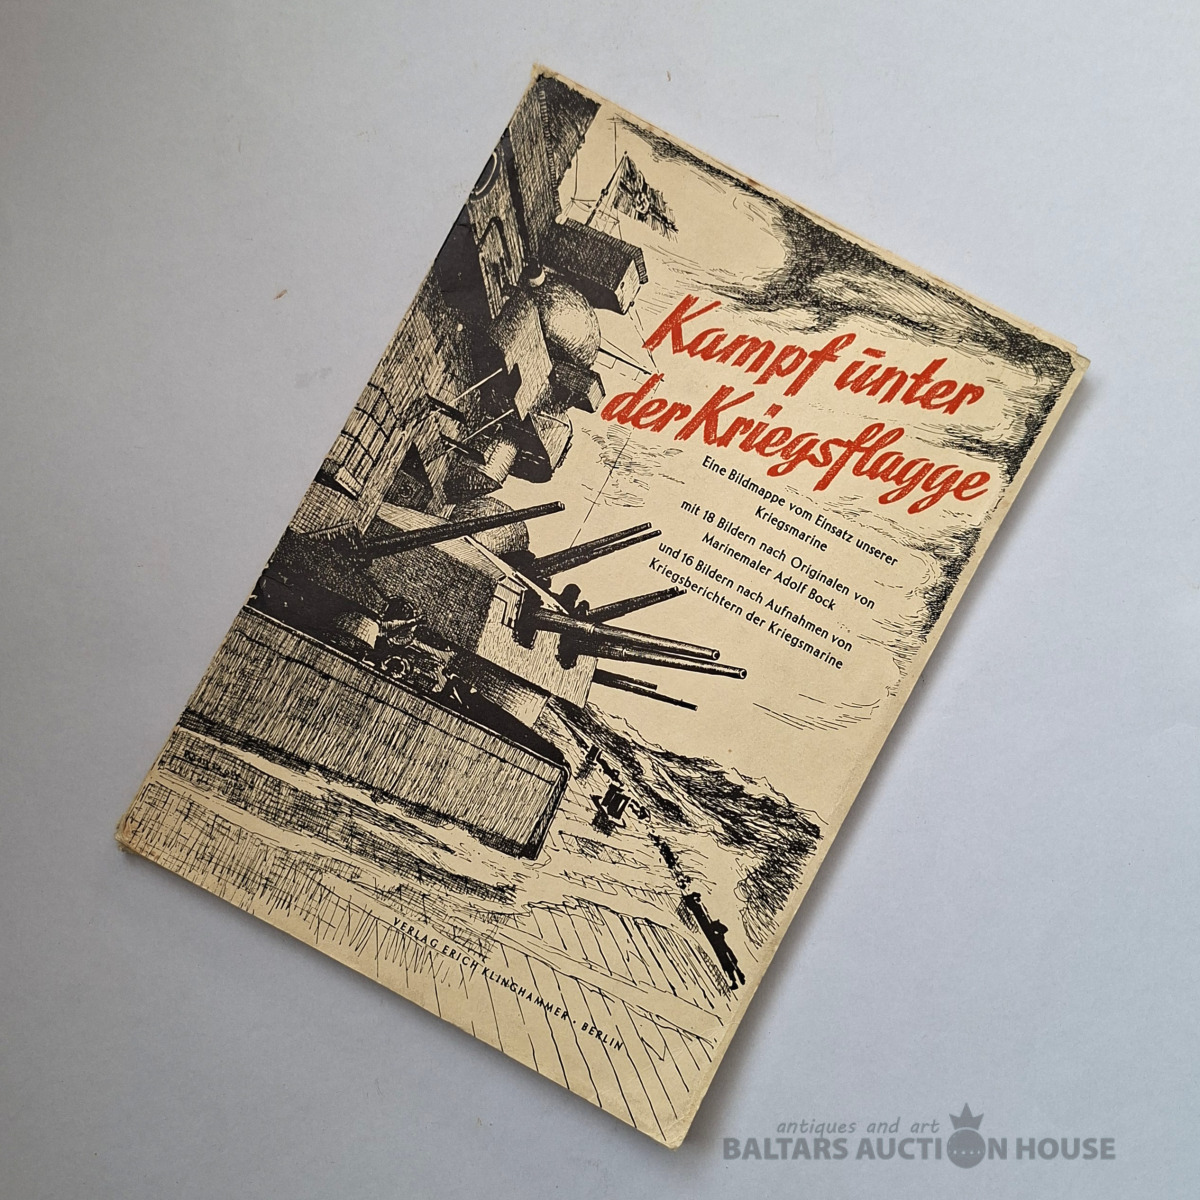 Kampf ūnter
der Kriegsflagge
Eine Bildmappe vom Einsatz unserer
Kriegsmarine
mit 18 Bildern nach Originalen von
Marinemaler Adolf Bock
und 16 Bildern nach Aufnahmen von
Kriegsberichtern der Kriegsmarine
VERLAG ERICH KLINGHAMMER · BERLIN
antiques and art
BALTARS AUCTION HOUSE